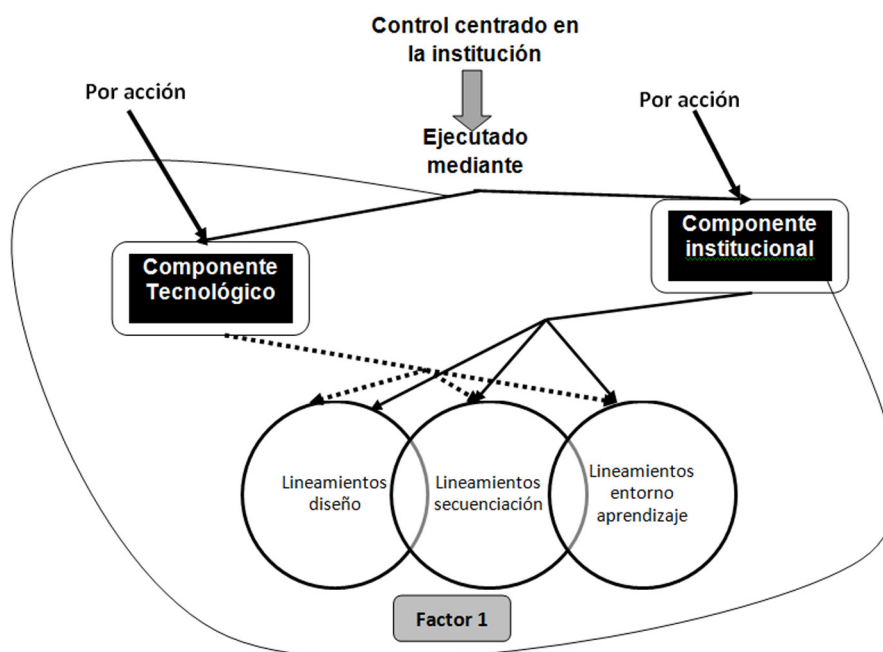 Control centrado en
la institución
Por acción
Por acción
Ejecutado
mediante
Componente
Tecnológico
Componente
institucional
Lineamientos
diseño
Lineamientos
secuenciación
Lineamientos
entorno
aprendizaje
Factor 1